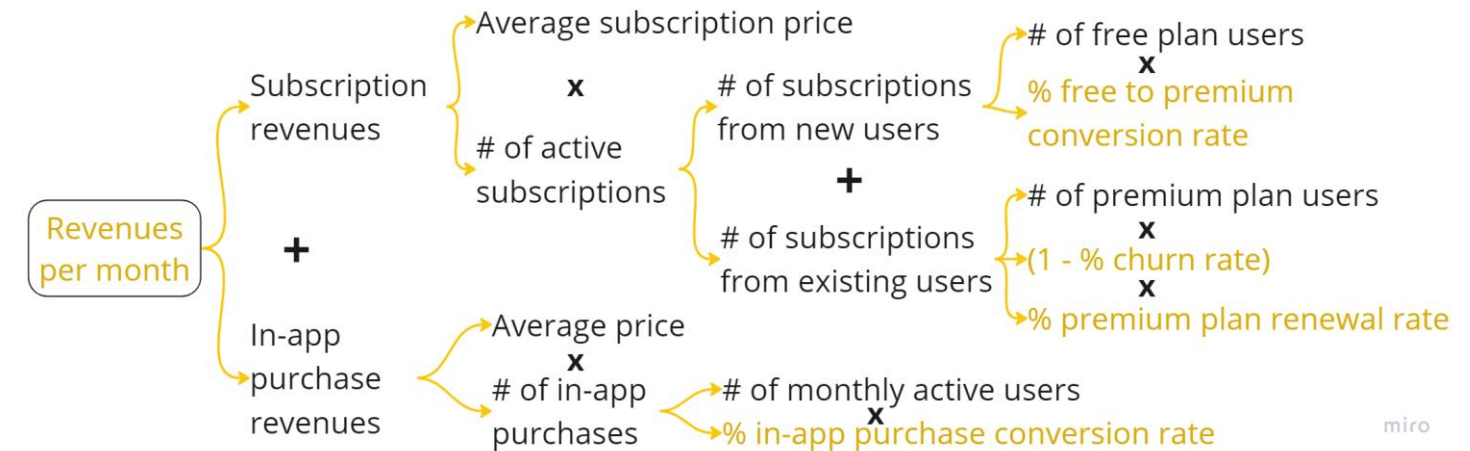 Revenues
per month
Subscription
revenues
+
In-app
purchase
revenues
Average subscription price
x
# of active
subscriptions
# of subscriptions
from new users
+
# of subscriptions
from existing users
# of free plan users
x
% free to premium
conversion rate
# of premium plan users
x
(1 - % churn rate)
x
% premium plan renewal rate
Average price
x
# of in-app
purchases
# of monthly active users
x
% in-app purchase conversion rate
miro